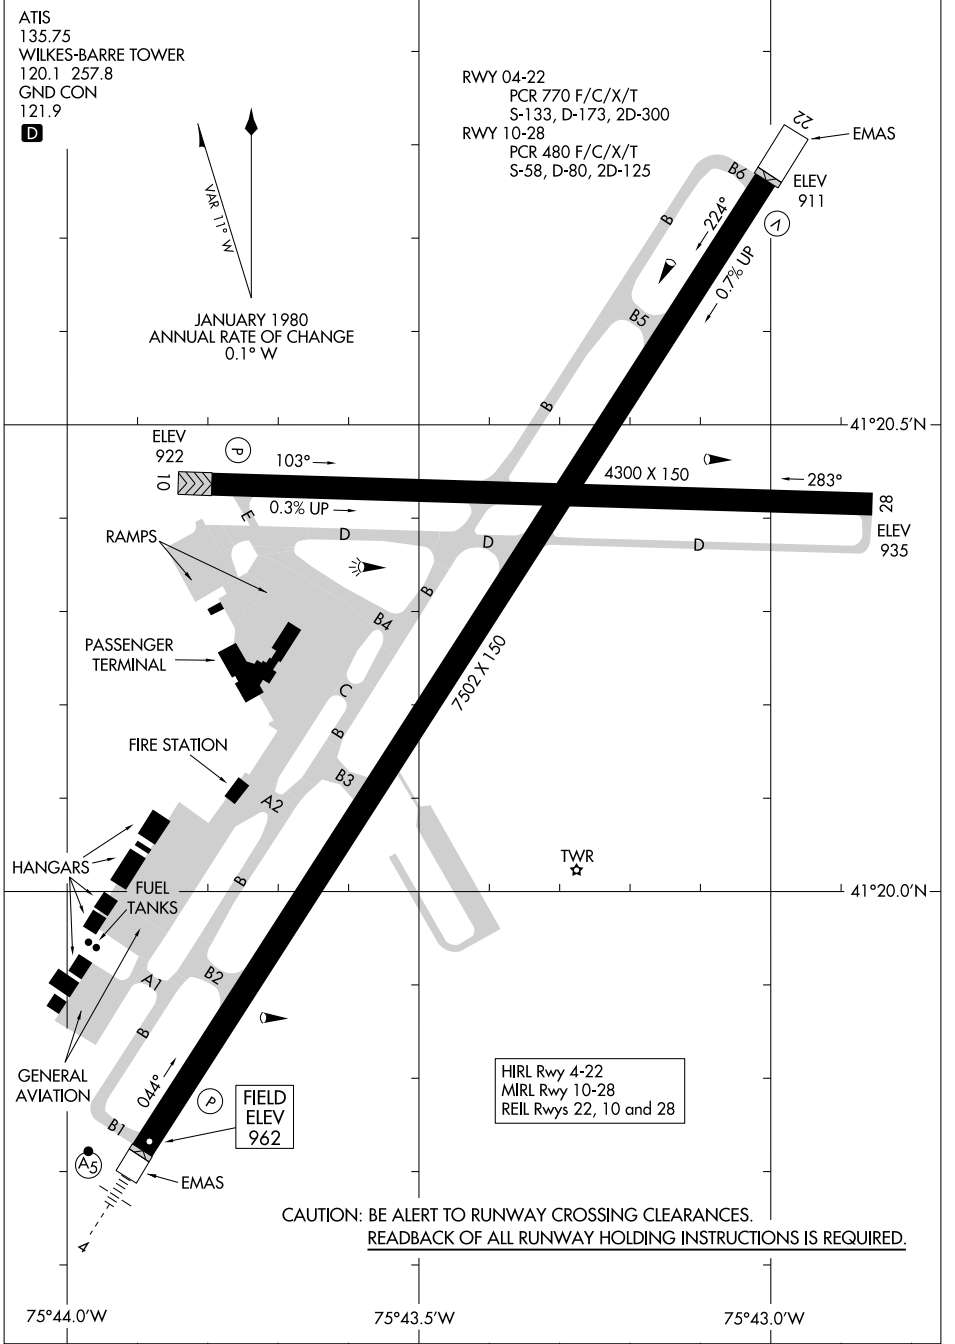 ATIS
135.75
WILKES-BARRE TOWER
120.1 257.8
GND CON
121.9
D
VAR 11° W
JANUARY 1980
ANNUAL RATE OF CHANGE
0.1° W
RWY 04-22
PCR 770 F/C/X/T
S-133, D-173, 2D-300
RWY 10-28
PCR 480 F/C/X/T
S-58, D-80, 2D-125
22
EMAS
B6
ELEV
911
V
B
224°
0.7% UP
B5
B
41°20.5'N
ELEV
922
P
10
103°
0.3% UP
4300 X 150
283°
28
ELEV
935
E
D
D
D
RAMPS
B
B4
PASSENGER
TERMINAL
7502 X 150
C
B
FIRE STATION
B3
A2
HANGARS
FUEL
TANKS
TWR
B
41°20.0'N
A1
B2
B
044°
GENERAL
AVIATION
P
FIELD
ELEV
962
HIRL Rwy 4-22
MIRL Rwy 10-28
REIL Rwys 22, 10 and 28
B1
A5
EMAS
4
CAUTION: BE ALERT TO RUNWAY CROSSING CLEARANCES.
READBACK OF ALL RUNWAY HOLDING INSTRUCTIONS IS REQUIRED.
75°44.0'W
75°43.5'W
75°43.0'W